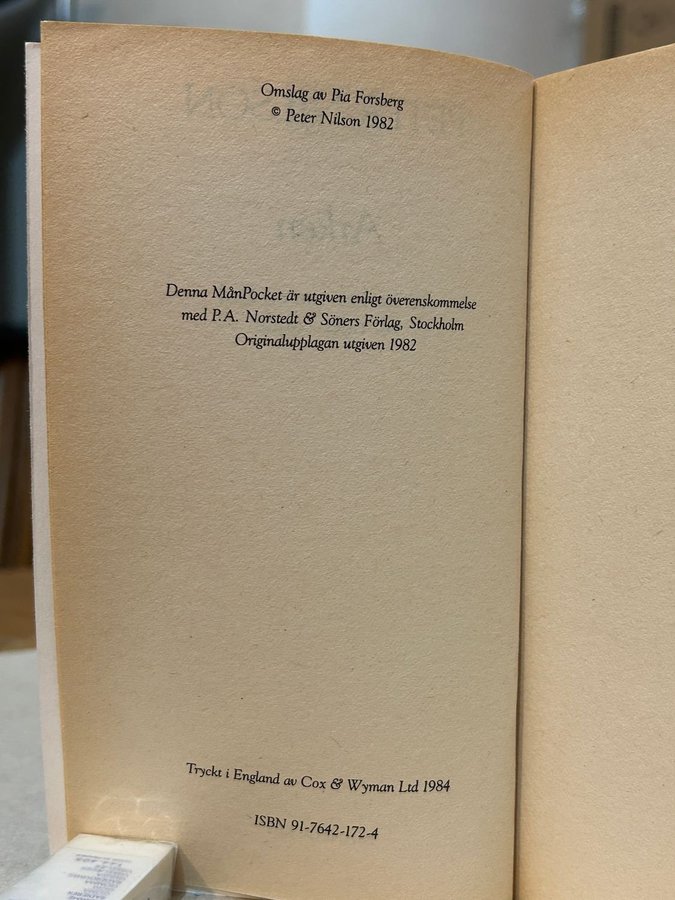 Omslag av Pia Forsberg
© Peter Nilson 1982
Denna MånPocket är utgiven enligt överenskommelse
med P.A. Norstedt & Söners Förlag, Stockholm
Originalupplagan utgiven 1982
Tryckt i England av Cox & Wyman Ltd 1984
ISBN 91-7642-172-4